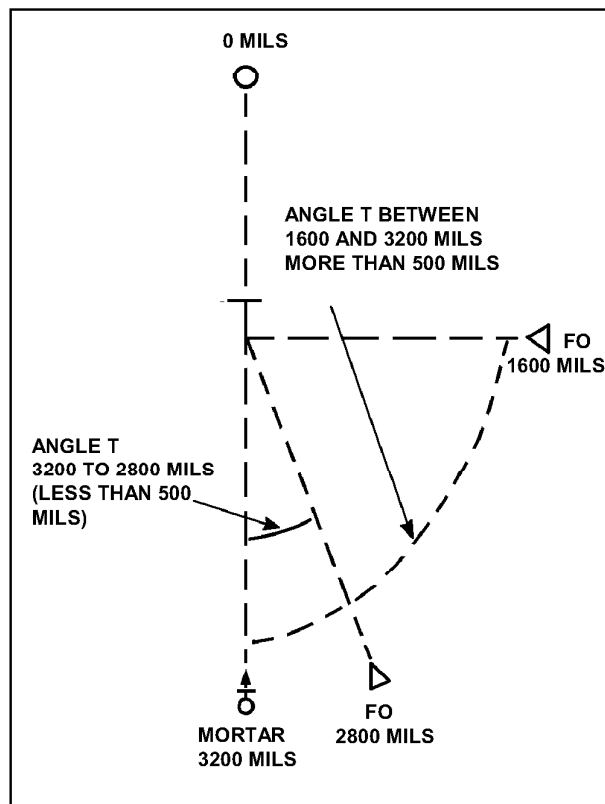 0 MILS
ANGLE T BETWEEN
1600 AND 3200 MILS
MORE THAN 500 MILS
FO
1600 MILS
ANGLE T
3200 TO 2800 MILS
(LESS THAN 500
MILS)
MORTAR
3200 MILS
FO
2800 MILS